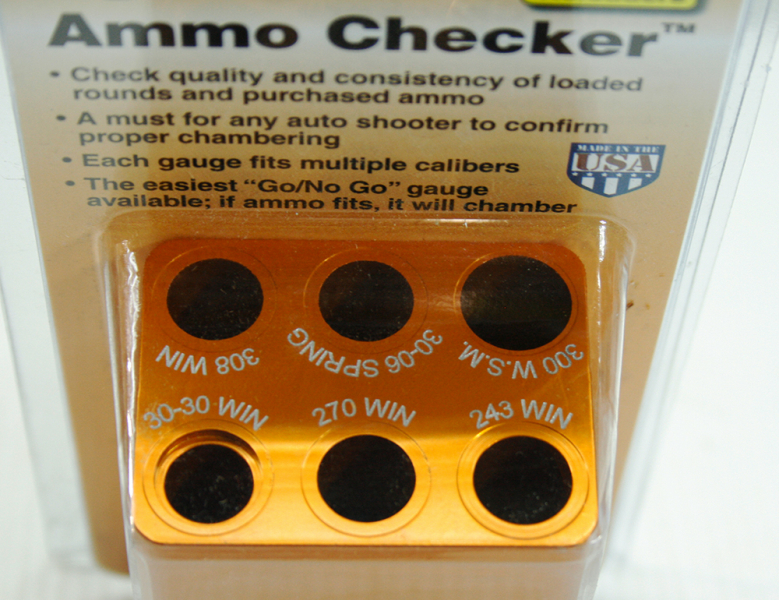 Ammo Checker™
• Check quality and consistency of loaded
rounds and purchased ammo
• A must for any auto shooter to confirm
proper chambering
• Each gauge fits multiple calibers
• The easiest "Go/No Go" gauge
available; if ammo fits, it will chamber
MADE IN THE
USA
308 WIN
30-06 SPRING
300 W.S.M.
30-30 WIN
270 WIN
243 WIN